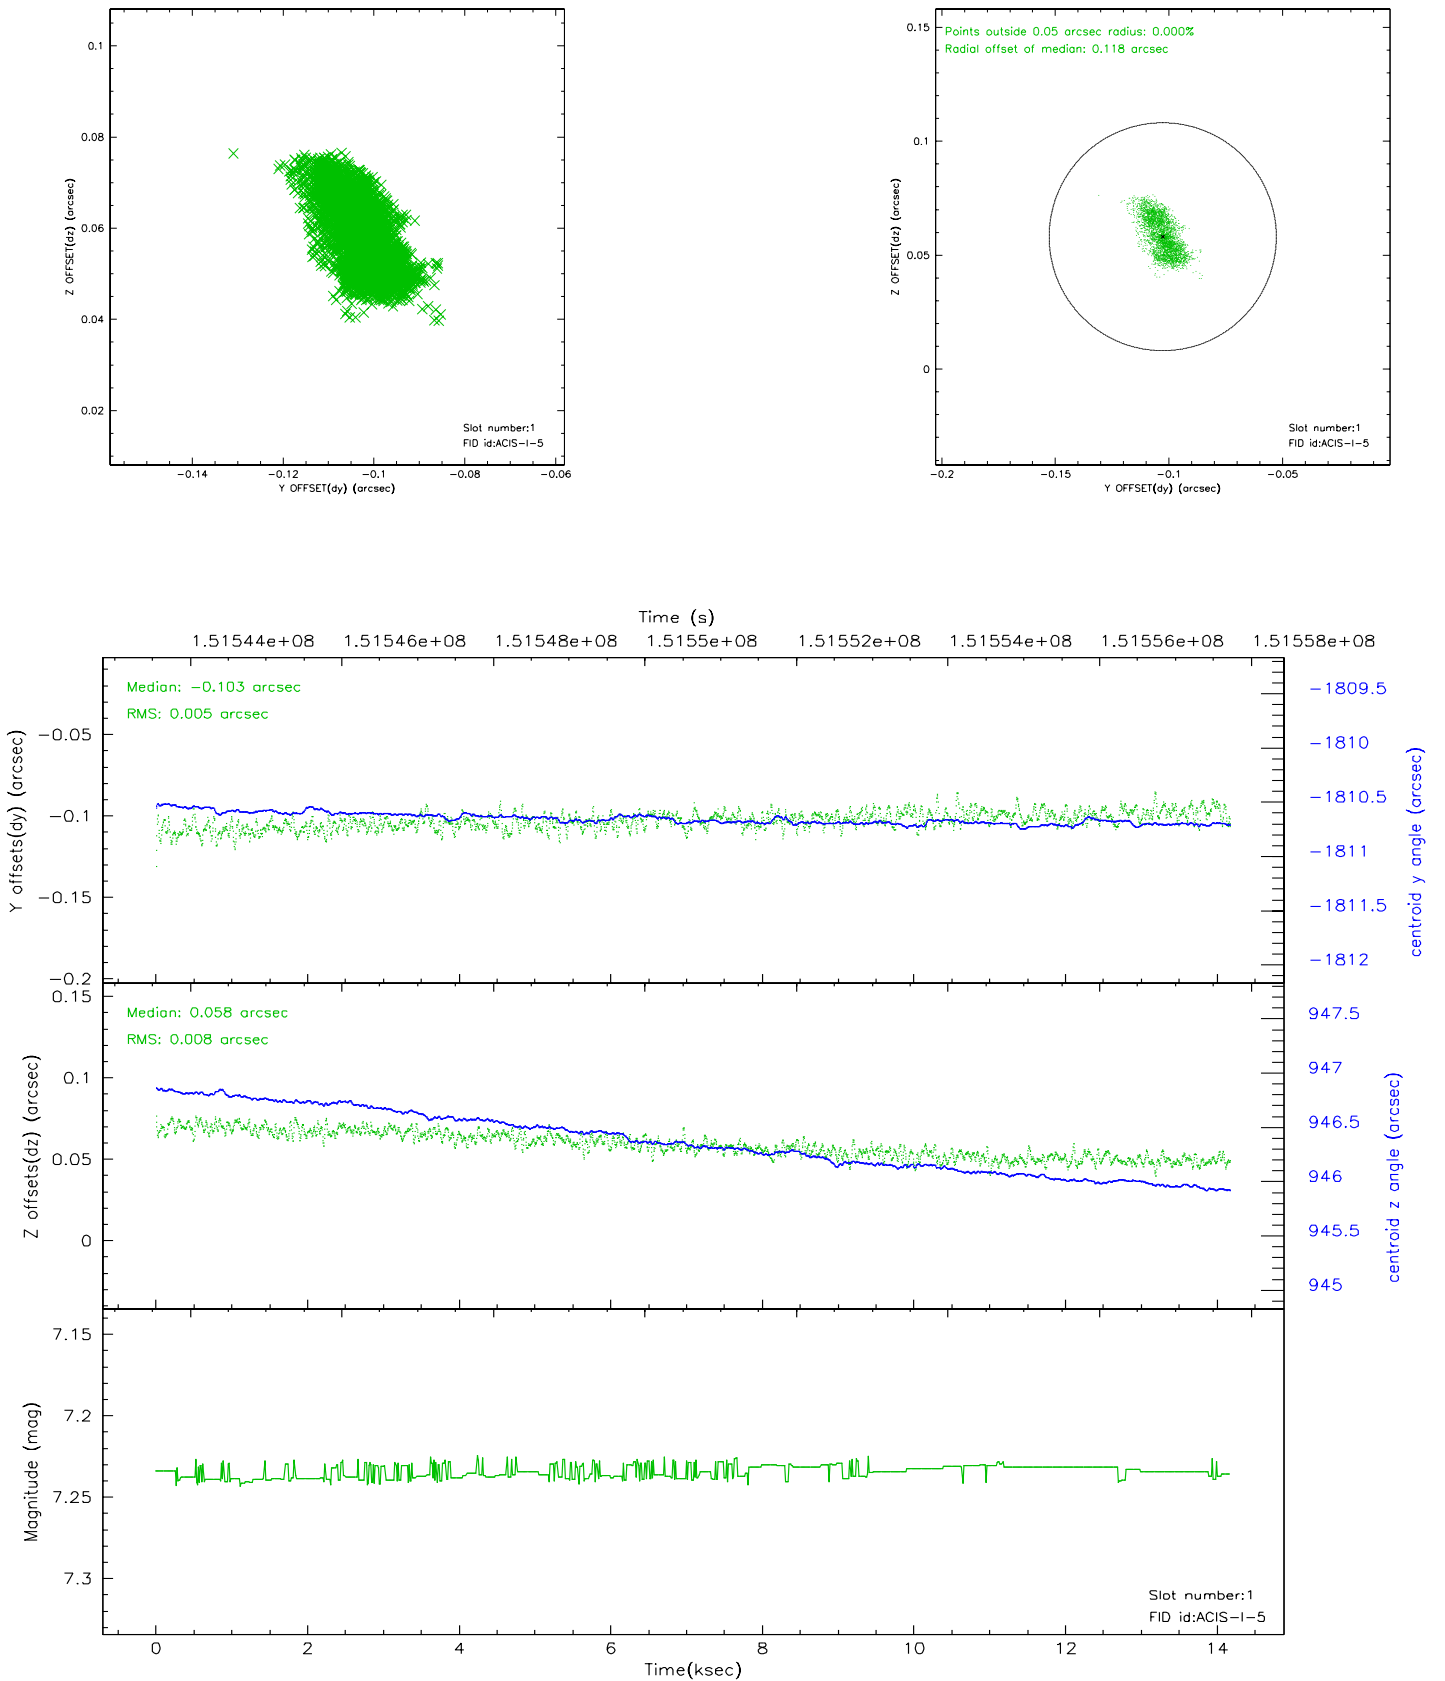 0.1
0.08
0.06
0.04
0.02
Z OFFSET(dz) (arcsec)
Slot number:1
FID id:ACIS-I-5
-0.14
-0.12
-0.1
-0.08
-0.06
Y OFFSET(dy) (arcsec)
Points outside 0.05 arcsec radius: 0.000%
Radial offset of median: 0.118 arcsec
0.15
0.1
0.05
0
Z OFFSET(dz) (arcsec)
Slot number:1
FID id:ACIS-I-5
-0.2
-0.15
-0.1
-0.05
Y OFFSET(dy) (arcsec)
Time (s)
1.51544e+08
1.51546e+08
1.51548e+08
1.5155e+08
1.51552e+08
1.51554e+08
1.51556e+08
1.51558e+08
Median: -0.103 arcsec
RMS: 0.005 arcsec
-0.05
-0.1
-0.15
-0.2
Y offsets(dy) (arcsec)
-1809.5
-1810
-1810.5
-1811
-1811.5
-1812
centroid y angle (arcsec)
Median: 0.058 arcsec
RMS: 0.008 arcsec
0.15
0.1
0.05
0
Z offsets(dz) (arcsec)
947.5
947
946.5
946
945.5
945
centroid z angle (arcsec)
7.15
7.2
7.25
7.3
Magnitude (mag)
Slot number:1
FID id:ACIS-I-5
0
2
4
6
8
10
12
14
Time(ksec)